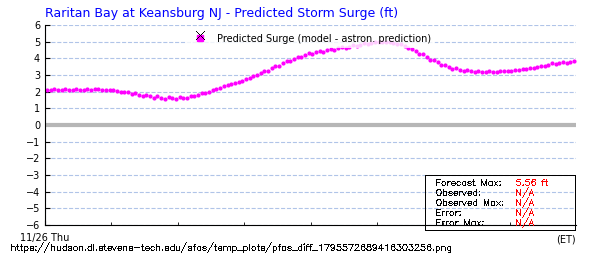 Raritan Bay at Keansburg NJ - Predicted Storm Surge (ft)
6
5
4
3
2
1
0
−1
−2
−3
−4
−5
−6
Predicted Surge (model - astron. prediction)
Forecast Max: 5.56 ft
Observed: N/A
Observed Max: N/A
Error: N/A
Error Max: N/A
11/26 Thu
(ET)
https://hudson.dl.stevens-tech.edu/sfas/temp_plots/pfas_diff_1795572689416303256.png